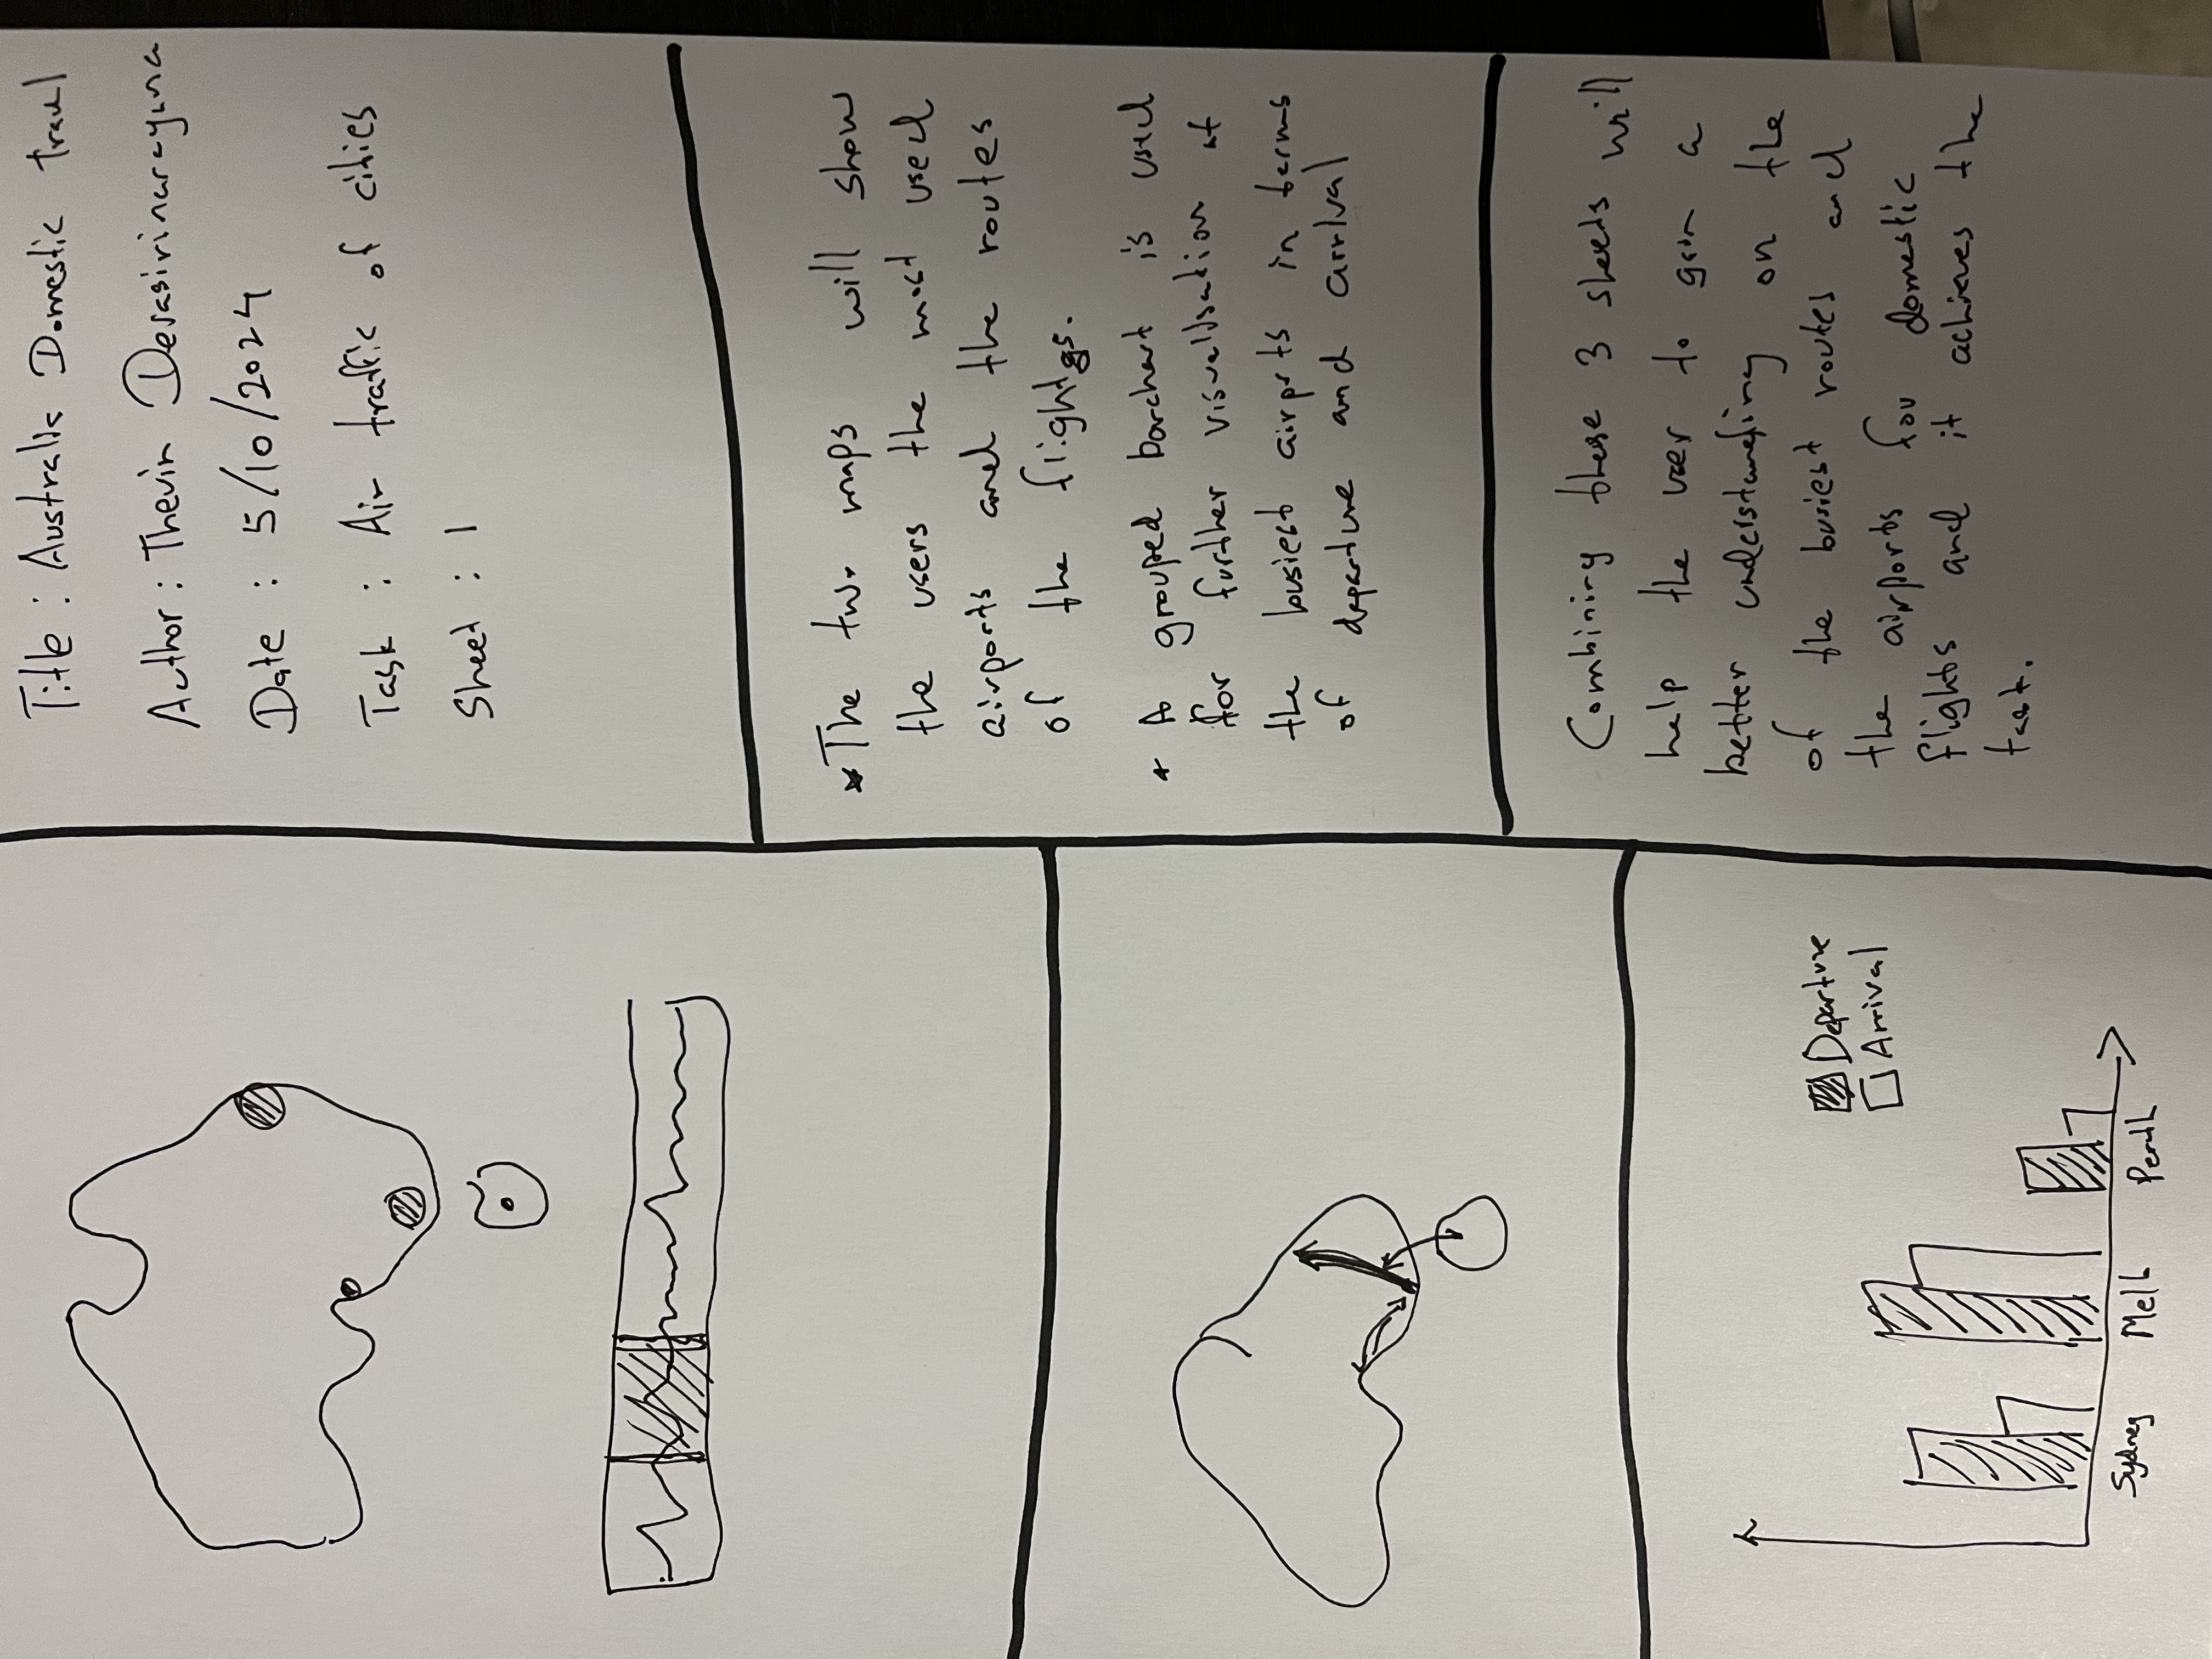 Title : Australia Domestic travel
Author : Thevin
Date : 5/10/2024
Task : Air traffic of cities
Sheet : 1
The two maps will show
the users the most used
airports and the routes
of the flights.
A grouped barchart is used
for further visualisation of
the busiest airprts in terms
of departure and arrival
Combining these 3 sheets will
help the user to gain a
better understanding on the
of the busiest routes and
the airports for domestic
flights and it achieves the
task.
Departure
Arrival
Sydney
Melb
Perth